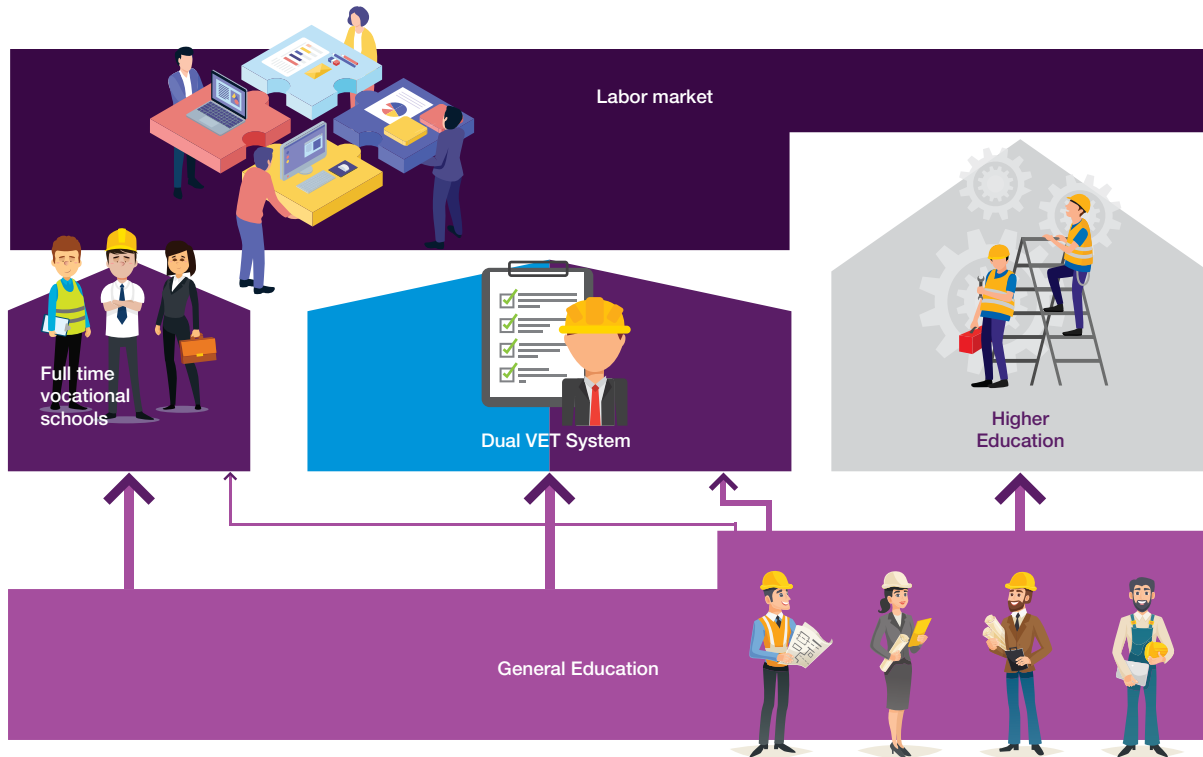 Labor market
Full time
vocational
schools
Dual VET System
Higher
Education
General Education